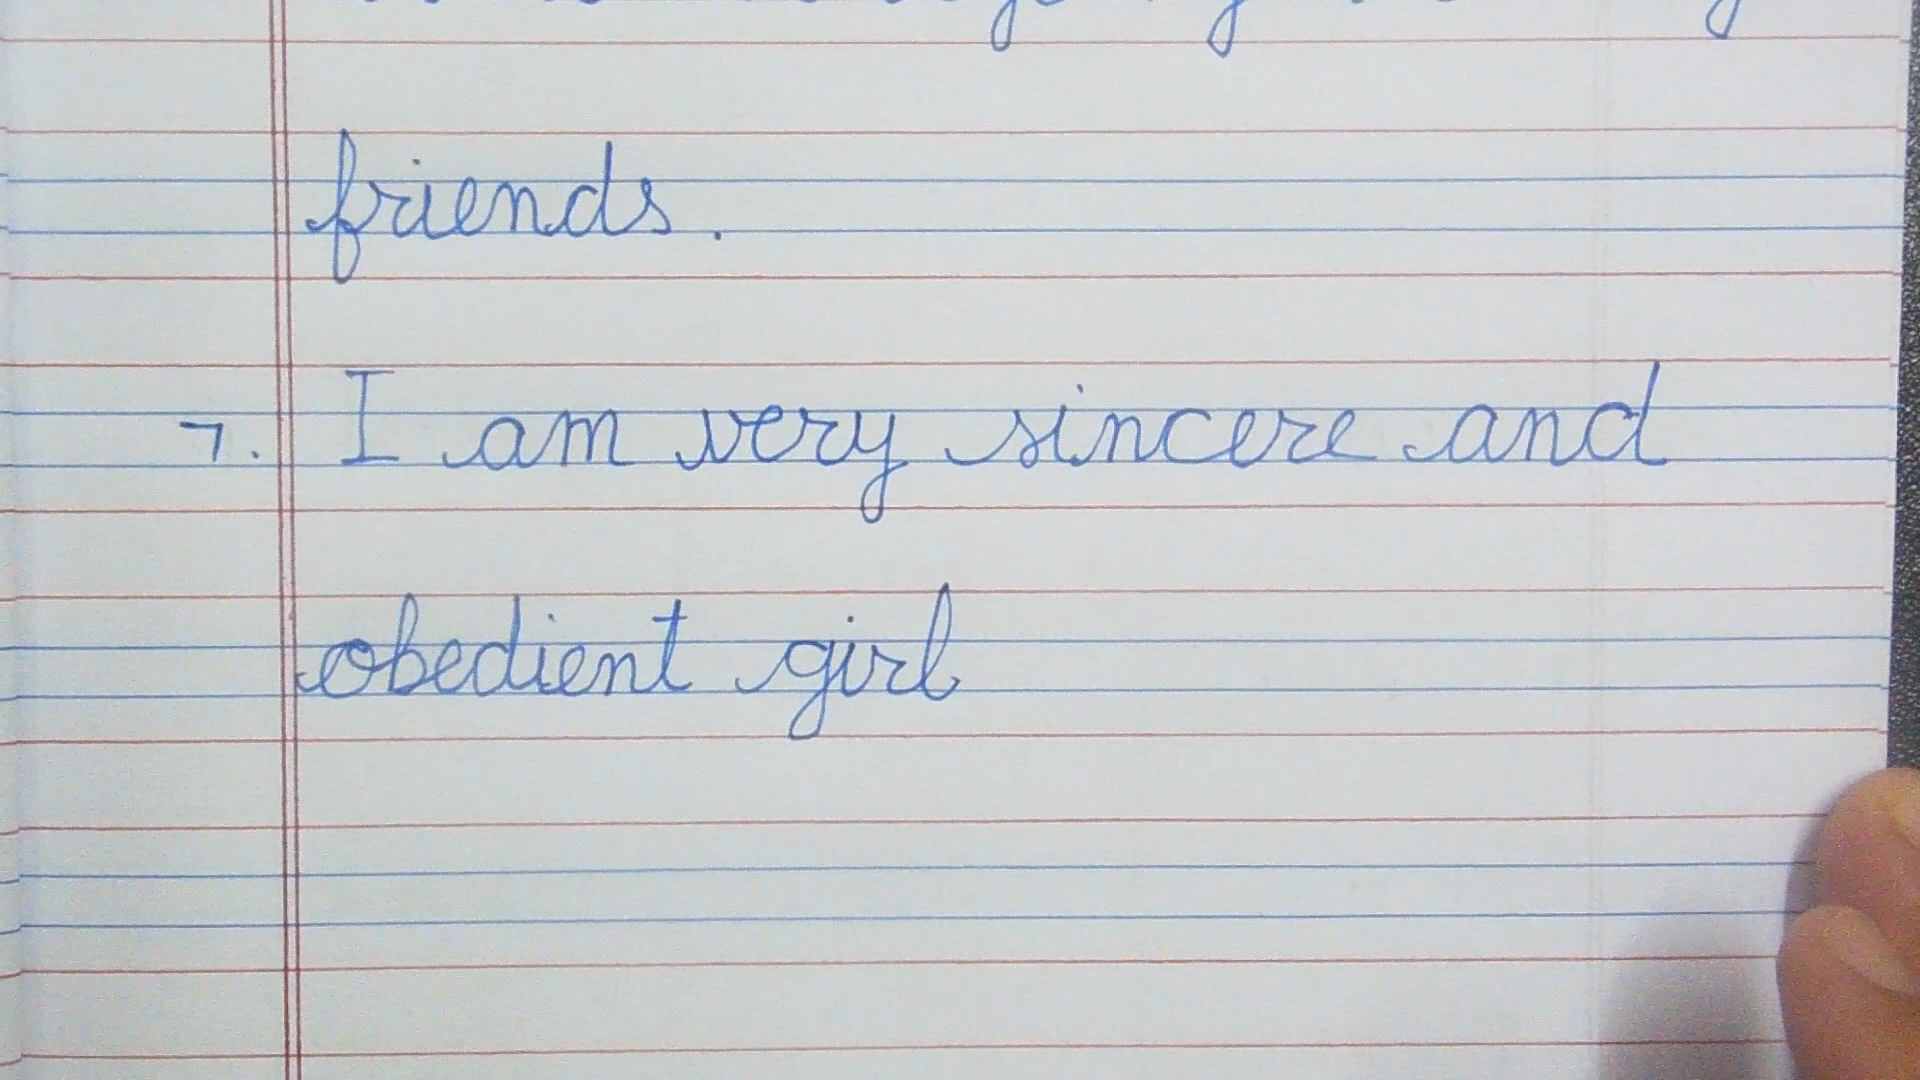 friends.
7. I am very sincere and
obedient girl